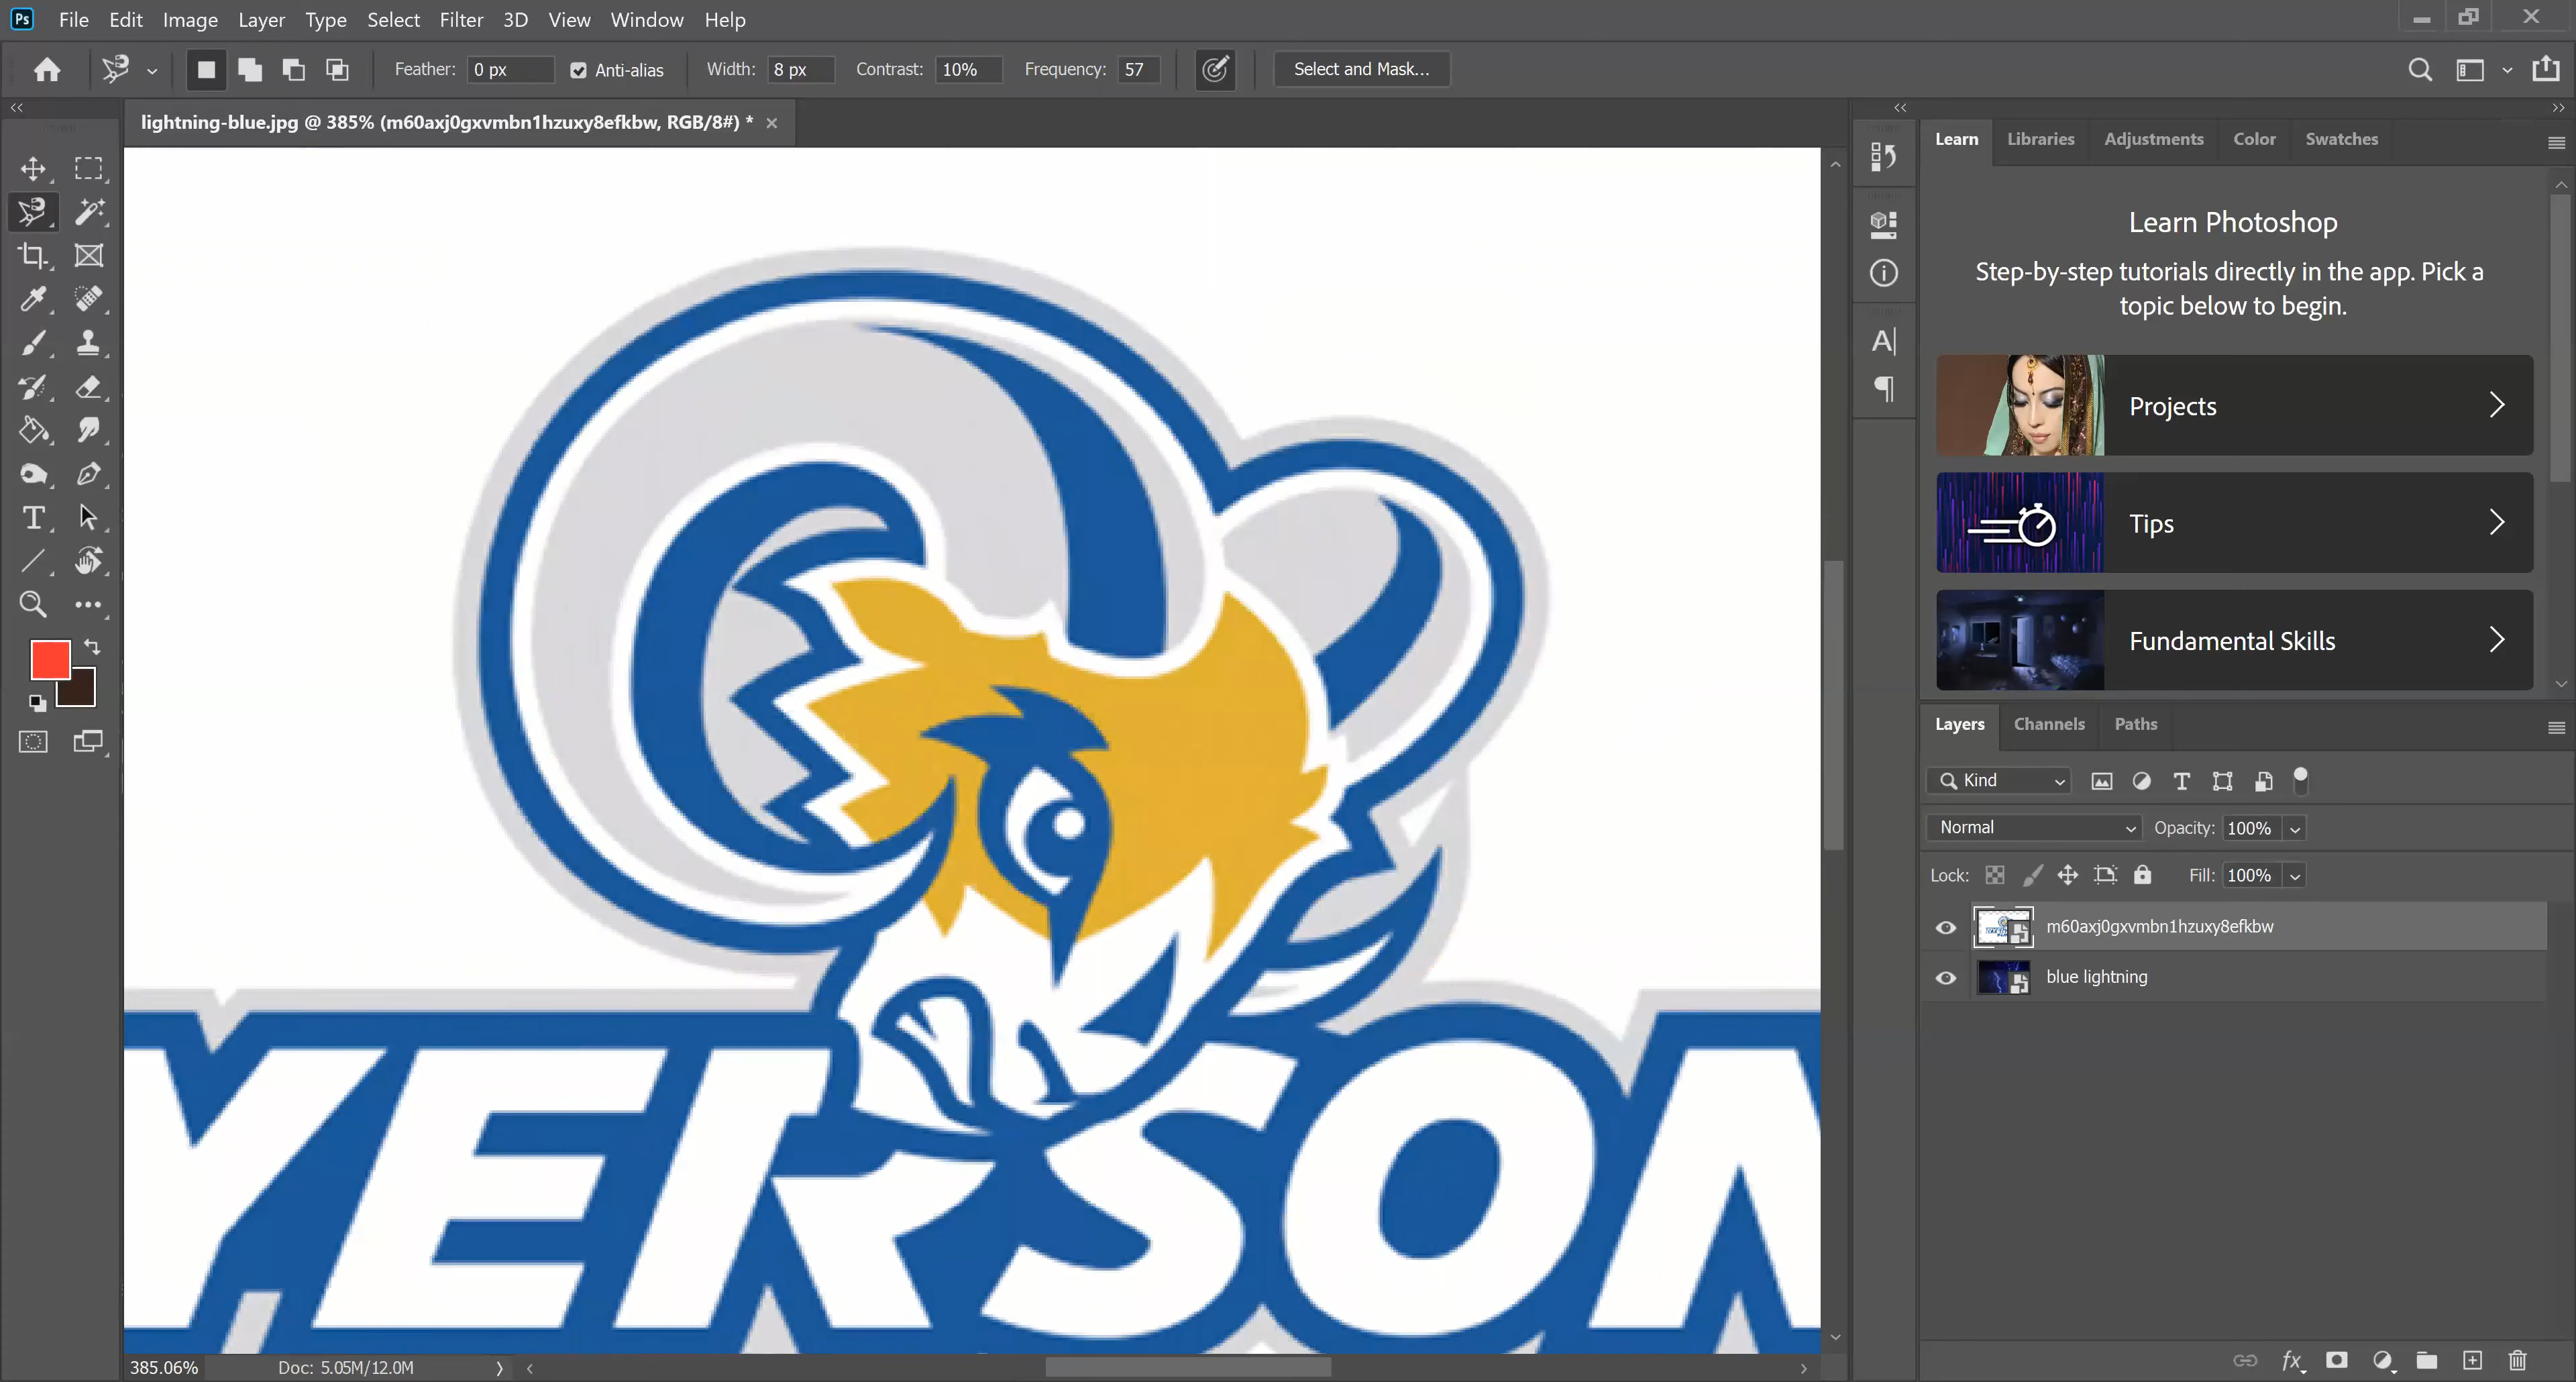 Ps File Edit Image Layer Type Select Filter 3D View Window Help
Feather: 0 px Anti-alias Width: 8 px Contrast: 10% Frequency: 57 Select and Mask...
lightning-blue.jpg @ 385% (m60axj0gxvmbn1hzuxy8efkbw, RGB/8#) *
Learn Libraries Adjustments Color Swatches
Learn Photoshop
Step-by-step tutorials directly in the app. Pick a
topic below to begin.
Projects
Tips
Fundamental Skills
Layers Channels Paths
Kind
Normal Opacity: 100%
Lock: Fill: 100%
m60axj0gxvmbn1hzuxy8efkbw
blue lightning
YERSON
385.06% Doc: 5.05M/12.0M